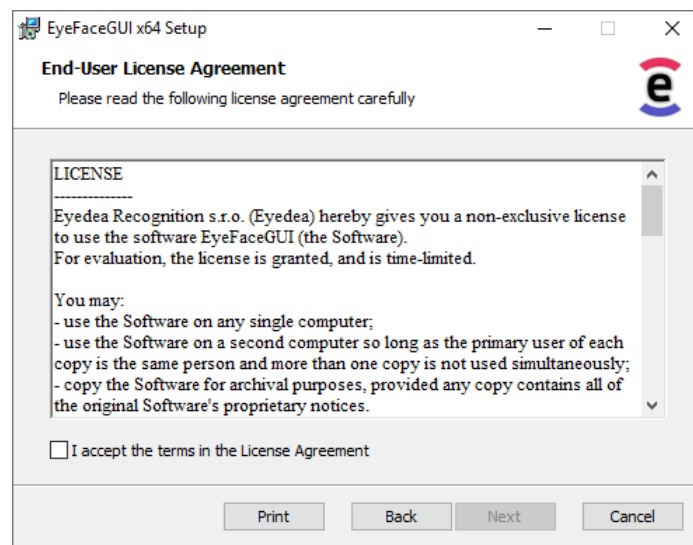 EyeFaceGUI x64 Setup
End-User License Agreement
Please read the following license agreement carefully
e
LICENSE
--------------
Eyedea Recognition s.r.o. (Eyedea) hereby gives you a non-exclusive license
to use the software EyeFaceGUI (the Software).
For evaluation, the license is granted, and is time-limited.
You may:
- use the Software on any single computer;
- use the Software on a second computer so long as the primary user of each
copy is the same person and more than one copy is not used simultaneously;
- copy the Software for archival purposes, provided any copy contains all of
the original Software's proprietary notices.
I accept the terms in the License Agreement
Print
Back
Next
Cancel